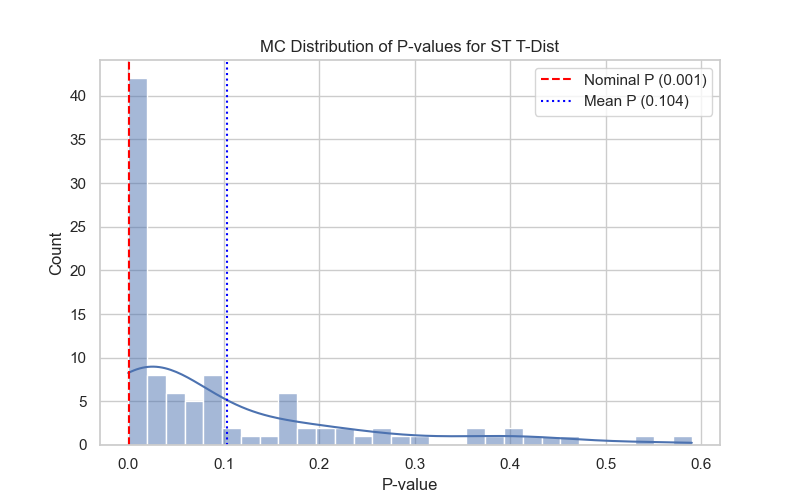 MC Distribution of P-values for ST T-Dist
Nominal P (0.001)
Mean P (0.104)
Count
40
35
30
25
20
15
10
5
0
0.0 0.1 0.2 0.3 0.4 0.5 0.6
P-value